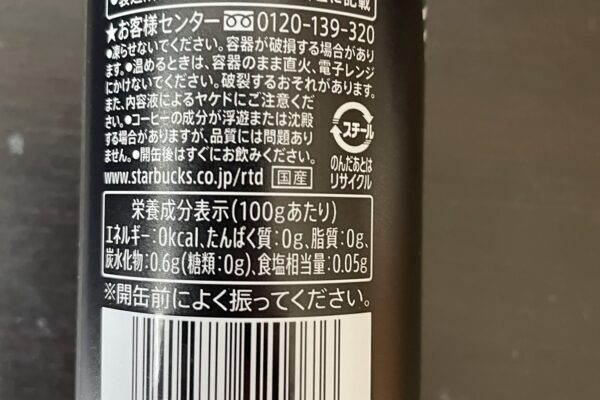 に記載
★お客様センター 0120-139-320
●凍らせないでください。容器が破損する場合があり
ます。●温めるときは、容器のまま直火、電子レンジ
にかけないでください。破裂するおそれがあります。
また、内容液によるヤケドにご注意くだ
さい。●コーヒーの成分が浮遊または沈殿
する場合がありますが、品質には問題あり
ません。●開缶後はすぐにお飲みください。
スチール
のんだあとは
リサイクル
www.starbucks.co.jp/rtd 国産
栄養成分表示(100gあたり)
エネルギー:0kcal、たんぱく質:0g、脂質:0g、
炭水化物:0.6g(糖類:0g)、食塩相当量:0.05g
※開缶前によく振ってください。